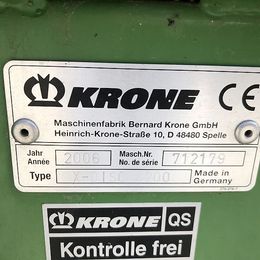 KRONE CE
Maschinenfabrik Bernard Krone GmbH
Heinrich-Krone-Straße 10, D 48480 Spelle
Jahr Masch.Nr.
Année 2006 No. de série 712179
Type Made in
Germany
KRONE QS
Kontrolle frei